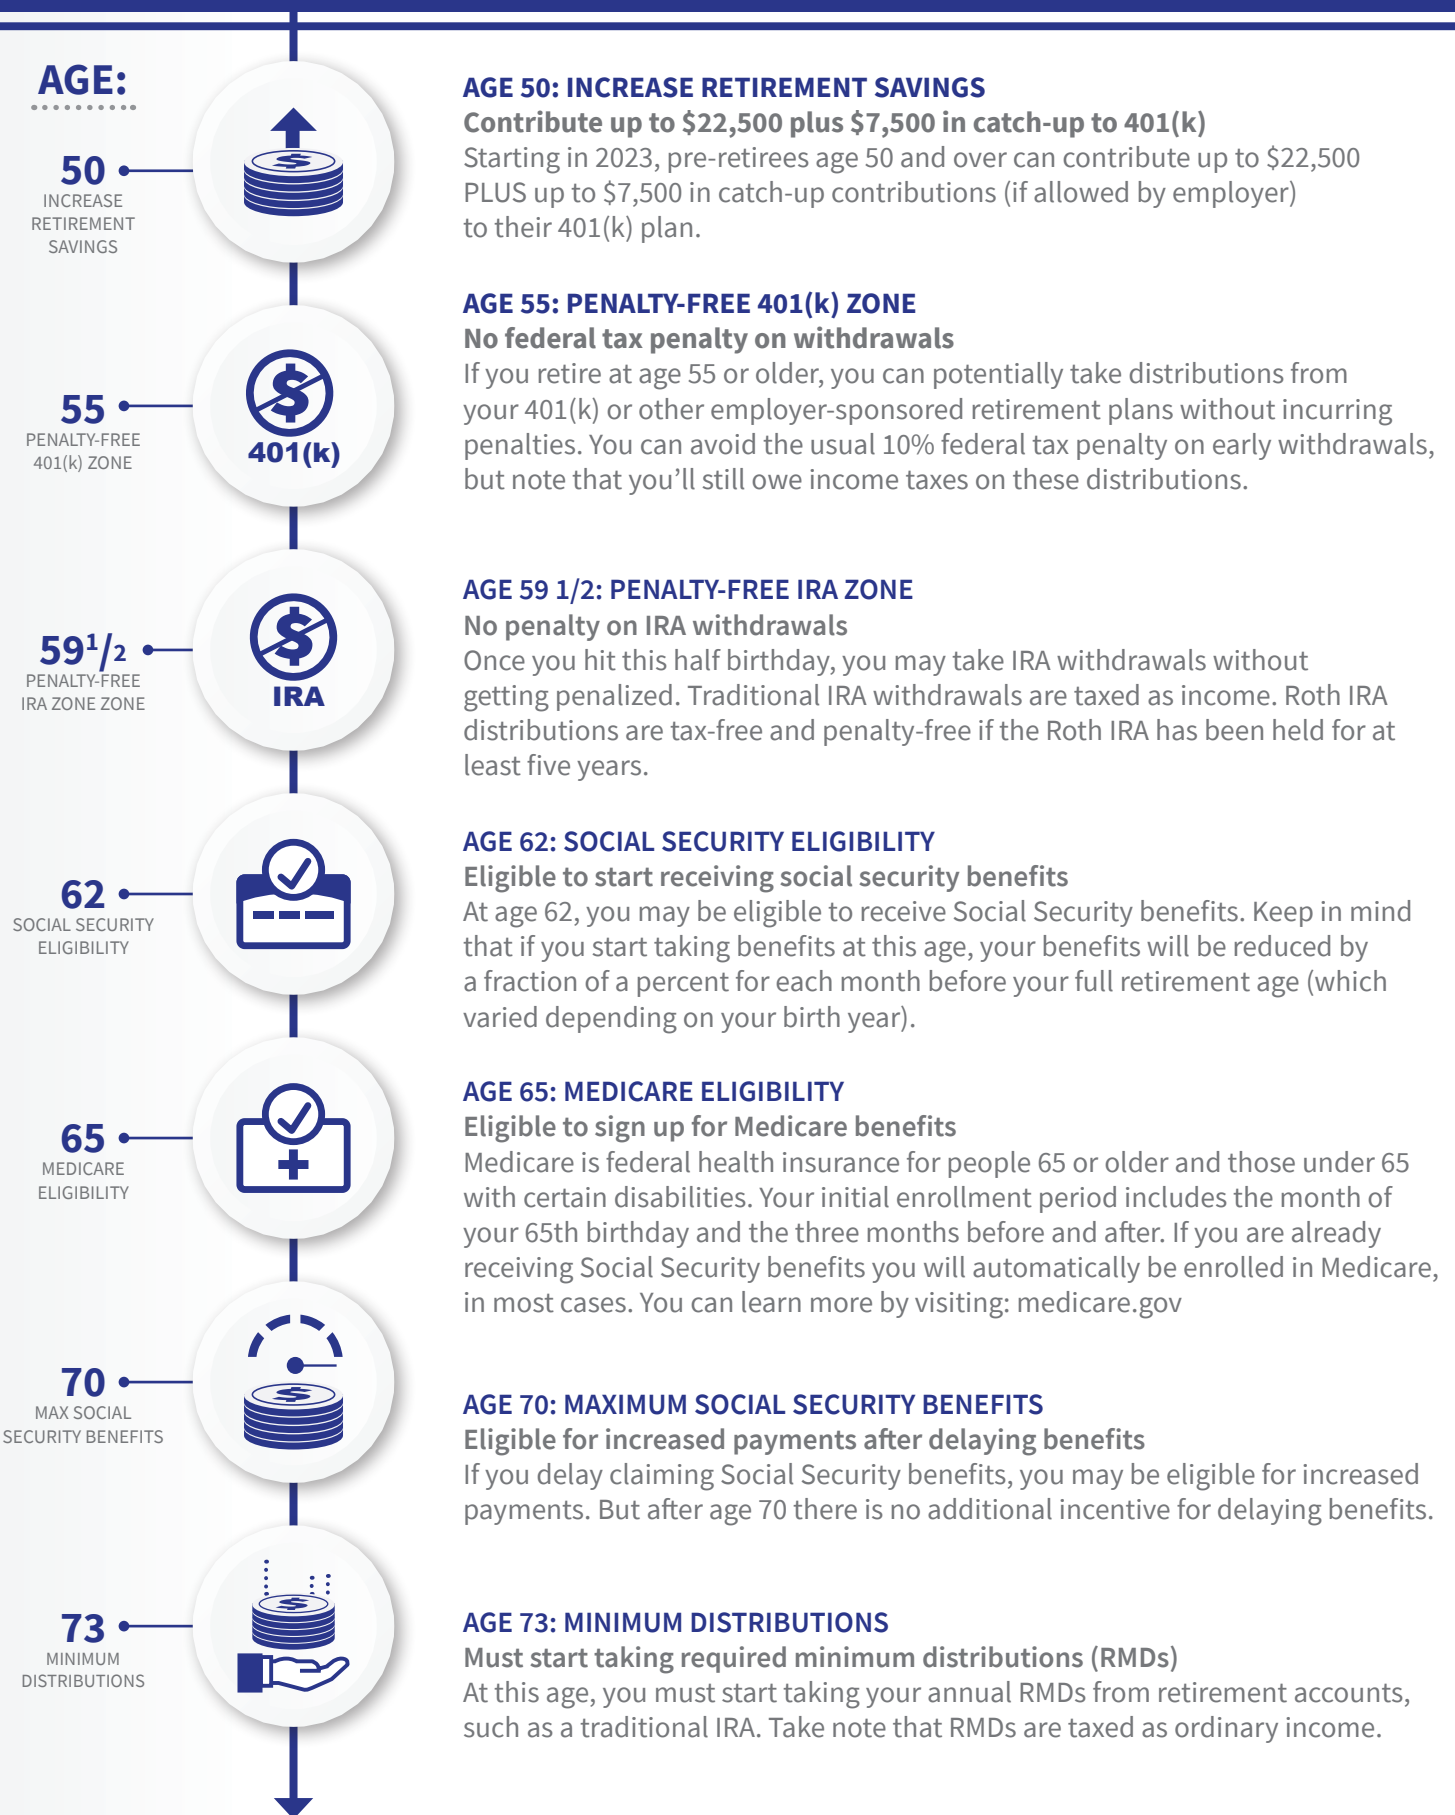 AGE:
50
INCREASE
RETIREMENT
SAVINGS
AGE 50: INCREASE RETIREMENT SAVINGS
Contribute up to $22,500 plus $7,500 in catch-up to 401(k)
Starting in 2023, pre-retirees age 50 and over can contribute up to $22,500
PLUS up to $7,500 in catch-up contributions (if allowed by employer)
to their 401(k) plan.
55
PENALTY-FREE
401(k) ZONE
$
401(k)
AGE 55: PENALTY-FREE 401(k) ZONE
No federal tax penalty on withdrawals
If you retire at age 55 or older, you can potentially take distributions from
your 401(k) or other employer-sponsored retirement plans without incurring
penalties. You can avoid the usual 10% federal tax penalty on early withdrawals,
but note that you’ll still owe income taxes on these distributions.
59 1/2
PENALTY-FREE
IRA ZONE ZONE
$
IRA
AGE 59 1/2: PENALTY-FREE IRA ZONE
No penalty on IRA withdrawals
Once you hit this half birthday, you may take IRA withdrawals without
getting penalized. Traditional IRA withdrawals are taxed as income. Roth IRA
distributions are tax-free and penalty-free if the Roth IRA has been held for at
least five years.
62
SOCIAL SECURITY
ELIGIBILITY
AGE 62: SOCIAL SECURITY ELIGIBILITY
Eligible to start receiving social security benefits
At age 62, you may be eligible to receive Social Security benefits. Keep in mind
that if you start taking benefits at this age, your benefits will be reduced by
a fraction of a percent for each month before your full retirement age (which
varied depending on your birth year).
65
MEDICARE
ELIGIBILITY
AGE 65: MEDICARE ELIGIBILITY
Eligible to sign up for Medicare benefits
Medicare is federal health insurance for people 65 or older and those under 65
with certain disabilities. Your initial enrollment period includes the month of
your 65th birthday and the three months before and after. If you are already
receiving Social Security benefits you will automatically be enrolled in Medicare,
in most cases. You can learn more by visiting: medicare.gov
70
MAX SOCIAL
SECURITY BENEFITS
$
AGE 70: MAXIMUM SOCIAL SECURITY BENEFITS
Eligible for increased payments after delaying benefits
If you delay claiming Social Security benefits, you may be eligible for increased
payments. But after age 70 there is no additional incentive for delaying benefits.
73
MINIMUM
DISTRIBUTIONS
$
AGE 73: MINIMUM DISTRIBUTIONS
Must start taking required minimum distributions (RMDs)
At this age, you must start taking your annual RMDs from retirement accounts,
such as a traditional IRA. Take note that RMDs are taxed as ordinary income.